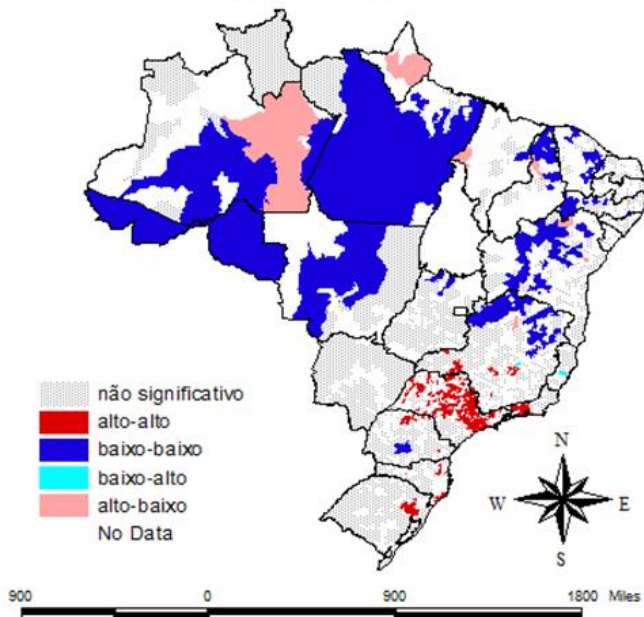 não significativo
alto-alto
baixo-baixo
baixo-alto
alto-baixo
No Data
N
W E
S
900 0 900 1800 Miles